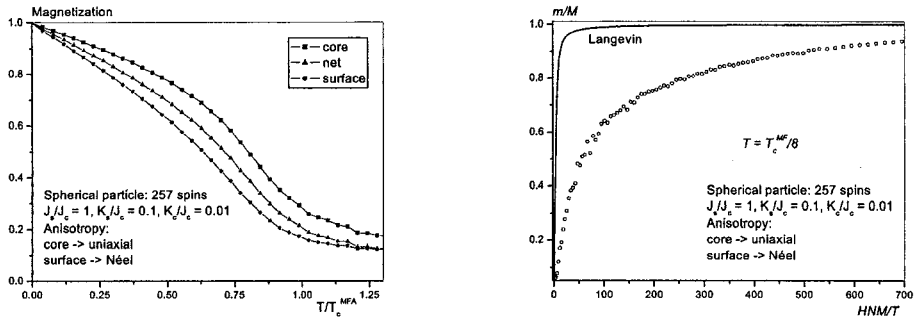 Magnetization
1.0
0.8
0.6
0.4
0.2
0.0
core
net
surface
Spherical particle: 257 spins
J_s/J_c = 1, K_s/J_c = 0.1, K_c/J_c = 0.01
Anisotropy:
core -> uniaxial
surface -> Néel
0.00 0.25 0.50 0.75 1.00 1.25
T/T_c^MFA
m/M
1.0
0.8
0.6
0.4
0.2
Langevin
T = T_c^MF/8
Spherical particle: 257 spins
J_s/J_c = 1, K_s/J_c = 0.1, K_c/J_c = 0.01
Anisotropy:
core -> uniaxial
surface -> Néel
0 100 200 300 400 500 600 700
HNM/T